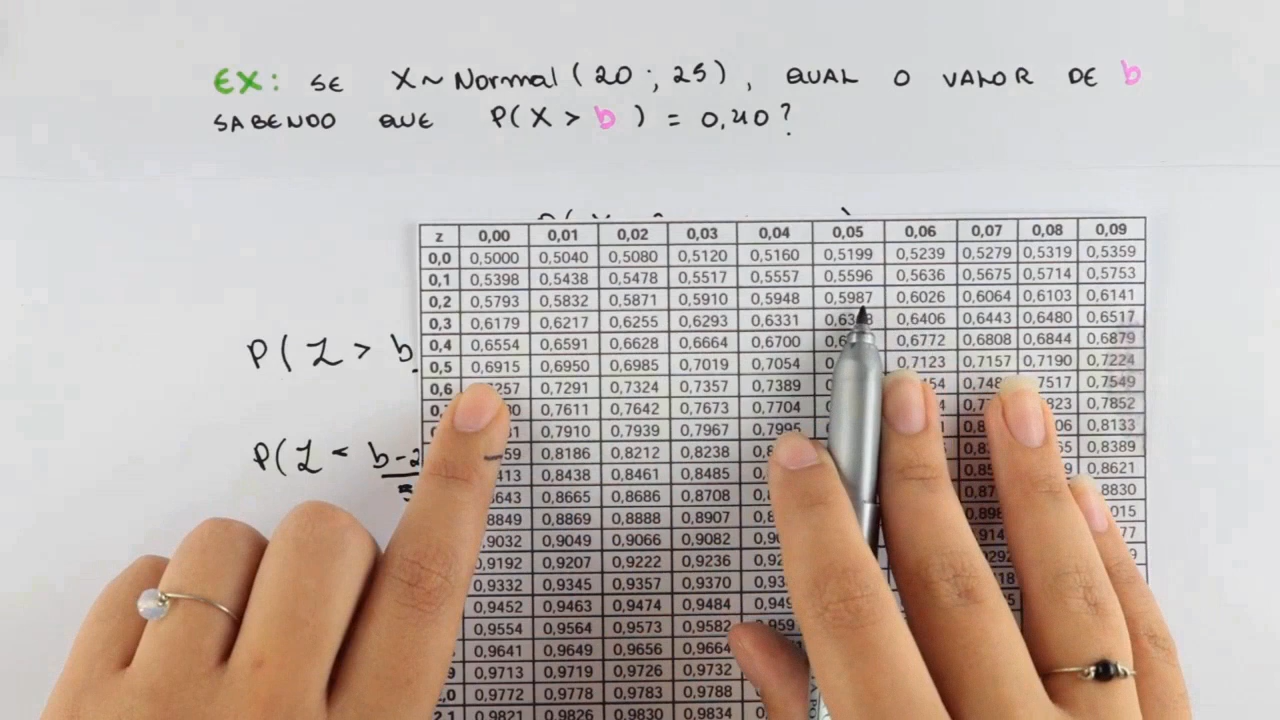 EX: SE X~Normal(20 ; 25), QUAL O VALOR DE b
SABENDO QUE P(X > b) = 0,40?
P(Z > b
P(Z < b-2
z 0,00 0,01 0,02 0,03 0,04 0,05 0,06 0,07 0,08 0,09
0,0 0,5000 0,5040 0,5080 0,5120 0,5160 0,5199 0,5239 0,5279 0,5319 0,5359
0,1 0,5398 0,5438 0,5478 0,5517 0,5557 0,5596 0,5636 0,5675 0,5714 0,5753
0,2 0,5793 0,5832 0,5871 0,5910 0,5948 0,5987 0,6026 0,6064 0,6103 0,6141
0,3 0,6179 0,6217 0,6255 0,6293 0,6331 0,6406 0,6443 0,6480 0,6517
0,4 0,6554 0,6591 0,6628 0,6664 0,6700 0,6772 0,6808 0,6844 0,6879
0,5 0,6915 0,6950 0,6985 0,7019 0,7054 0,7123 0,7157 0,7190 0,7224
0,6 257 0,7291 0,7324 0,7357 0,7389 0,7517 0,7549
0,7611 0,7642 0,7673 0,7704 0,7852
0,7910 0,7939 0,7967 0,7995 0,8133
0,8186 0,8212 0,8238 0,8389
0,8438 0,8461 0,8485 0,8621
0,8665 0,8686 0,8708 8830
8849 0,8869 0,8888 0,8907
9032 0,9049 0,9066 0,9082
9192 0,9207 0,9222 0,9236
9332 0,9345 0,9357 0,9370
0,9452 0,9463 0,9474 0,9484
0,9554 0,9564 0,9573 0,9582
0,9641 0,9649 0,9656 0,9664
0,9713 0,9719 0,9726 0,9732
0,9772 0,9778 0,9783 0,9788
0,9821 0,9826 0,9830 0,9834